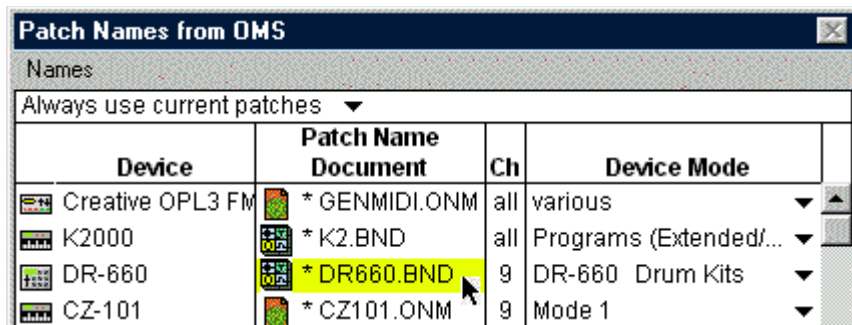 Patch Names from OMS
Names
Always use current patches
Device Patch Name Document Ch Device Mode
Creative OPL3 FM * GENMIDI.ONM all various
K2000 * K2.BND all Programs (Extended/...
DR-660 * DR660.BND 9 DR-660 Drum Kits
CZ-101 * CZ101.ONM 9 Mode 1